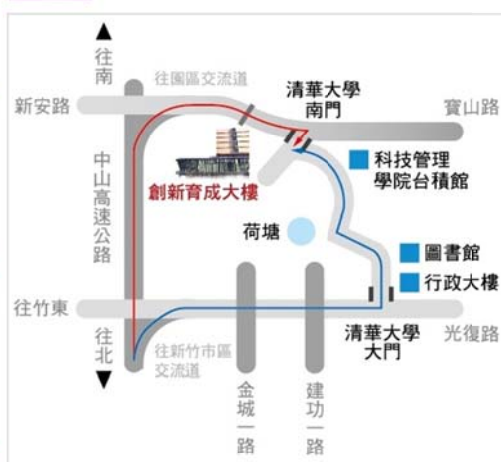 往南
往園區交流道
新安路
清華大學
南門
寶山路
中山高速公路
科技管理
學院台積館
創新育成大樓
荷塘
圖書館
行政大樓
往竹東
往北
往新竹市區
交流道
清華大學
大門
光復路
金城一路
建功一路